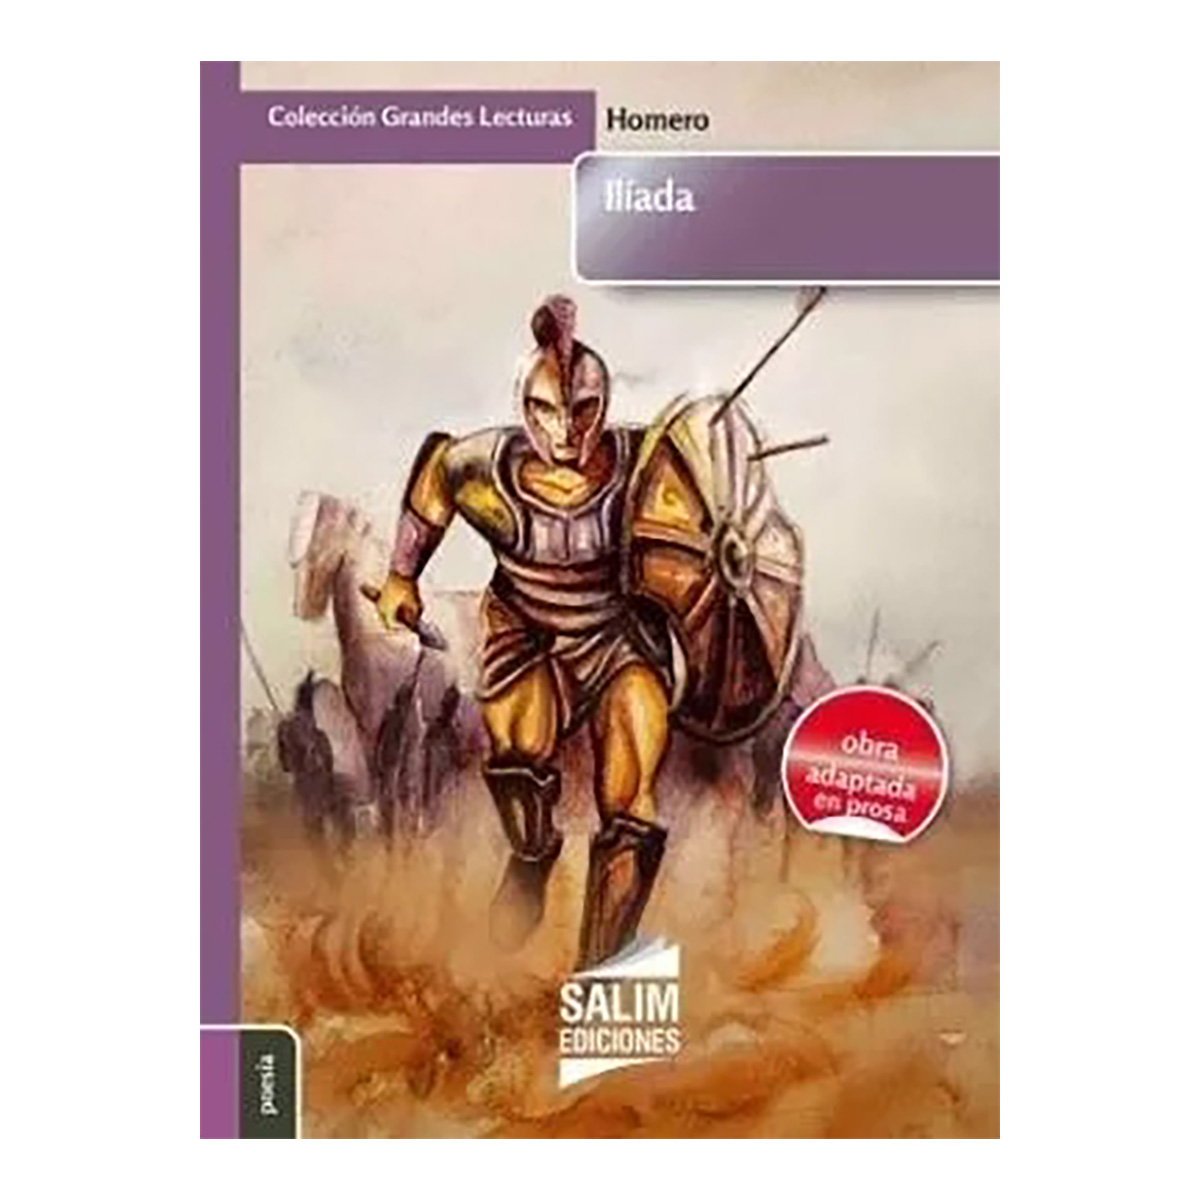 Colección Grandes Lecturas
Homero
Ilíada
obra
adaptada
en prosa
SALIM
EDICIONES
poesía